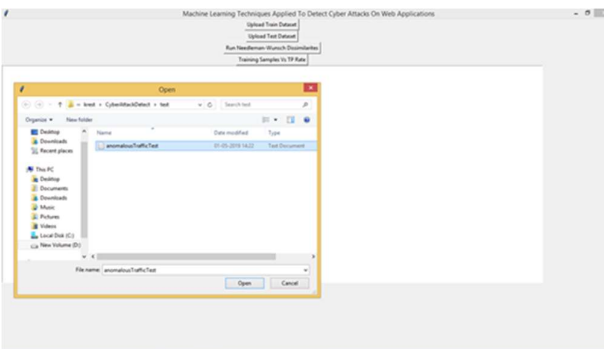 Machine Learning Techniques Applied To Detect Cyber Attacks On Web Applications
Upload Train Dataset
Upload Test Dataset
Run Needleman-Wunsch Dissimilarites
Training Samples Vs TP Rate
Open
CyberAttackDetect
test
Search test
Organize
New folder
Desktop
Downloads
Recent places
This PC
Desktop
Documents
Downloads
Music
Pictures
Videos
Local Disk (C:)
New Volume (D:)
Name Date modified Type
anomalousTrafficTest 01-05-2019 14:22 Text Document
File name: anomalousTrafficTest
Open Cancel